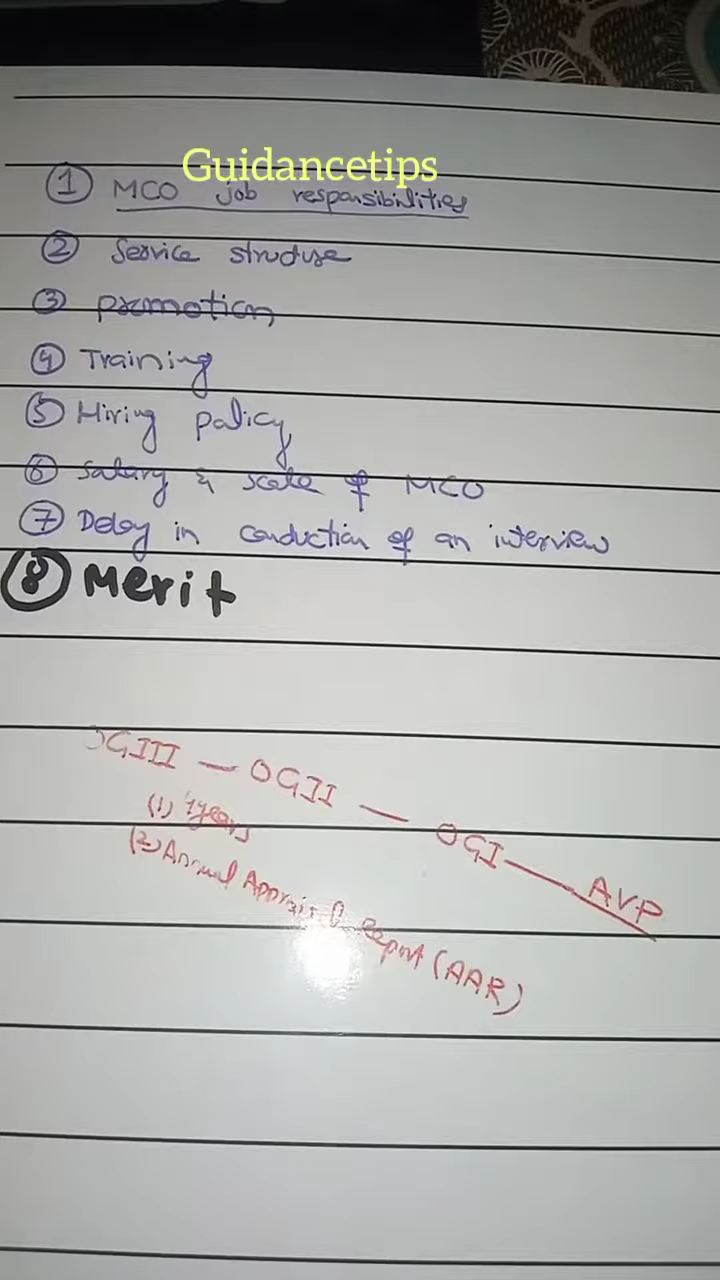 Guidancetips
① MCO job responsibilities
② Service structure
③ promotion
④ Training
⑤ Hiring policy
⑥ Salary & scale of MCO
⑦ Delay in conduction of an interview
⑧ Merit
OGIII — OGII — OGI — AVP
(1) 4years
(2) Annual Appraisal Report (AAR)